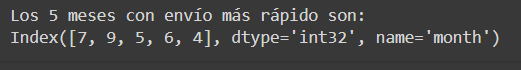 Los 5 meses con envío más rápido son:
Index([7, 9, 5, 6, 4], dtype='int32', name='month')